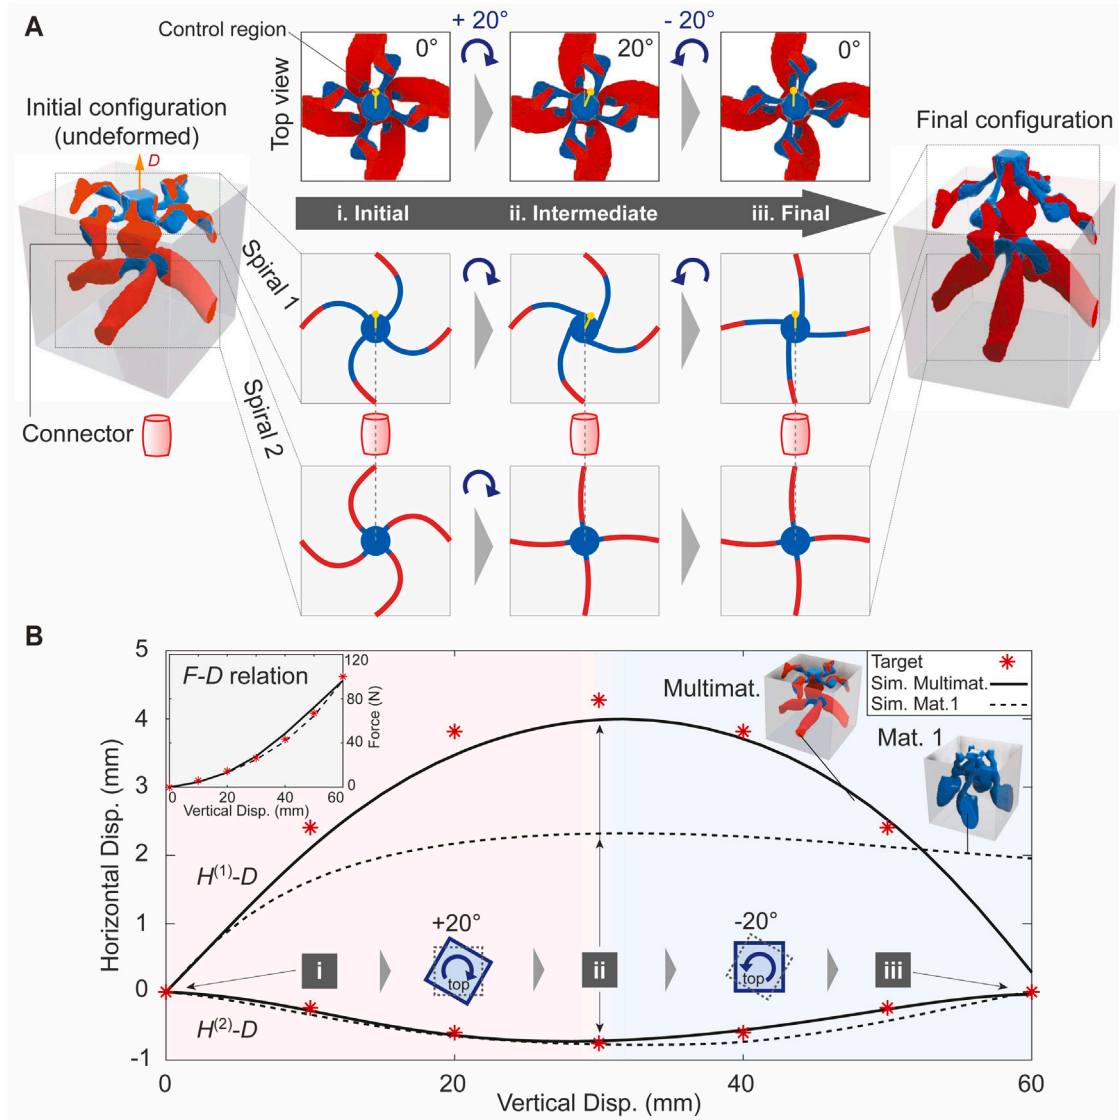 A
Control region
+ 20°
- 20°
0°
20°
0°
Top view
Initial configuration
(undeformed)
D
Final configuration
i. Initial
ii. Intermediate
iii. Final
Spiral 1
Spiral 2
Connector
B
5
4
3
2
1
0
-1
Horizontal Disp. (mm)
F-D relation
120
80
40
0
Force (N)
0
20
40
60
Vertical Disp. (mm)
Multimat.
Target
Sim. Multimat.
Sim. Mat.1
Mat. 1
H(1)-D
+20°
-20°
i
top
ii
top
iii
H(2)-D
0
20
40
60
Vertical Disp. (mm)